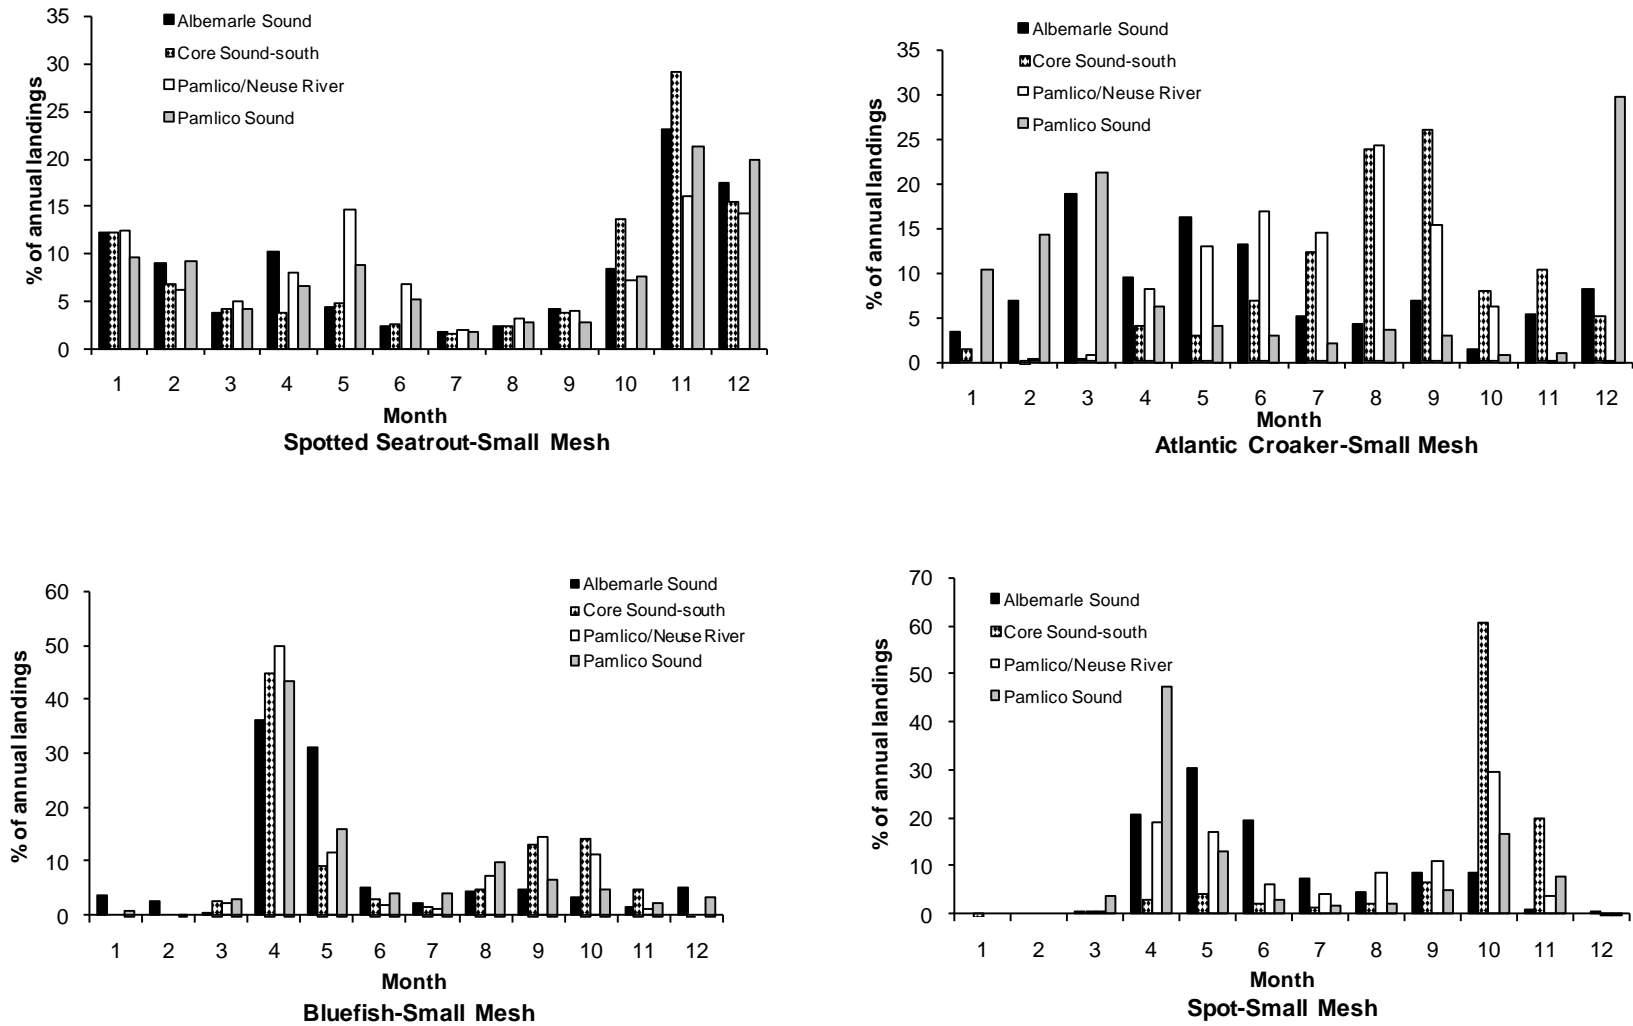 % of annual landings
35
30
25
20
15
10
5
0
Albemarle Sound
Core Sound-south
Pamlico/Neuse River
Pamlico Sound
1 2 3 4 5 6 7 8 9 10 11 12
Month
Spotted Seatrout-Small Mesh
% of annual landings
35
30
25
20
15
10
5
0
Albemarle Sound
Core Sound-south
Pamlico/Neuse River
Pamlico Sound
1 2 3 4 5 6 7 8 9 10 11 12
Month
Atlantic Croaker-Small Mesh
% of annual landings
60
50
40
30
20
10
0
Albemarle Sound
Core Sound-south
Pamlico/Neuse River
Pamlico Sound
1 2 3 4 5 6 7 8 9 10 11 12
Month
Bluefish-Small Mesh
% of annual landings
70
60
50
40
30
20
10
0
Albemarle Sound
Core Sound-south
Pamlico/Neuse River
Pamlico Sound
1 2 3 4 5 6 7 8 9 10 11 12
Month
Spot-Small Mesh